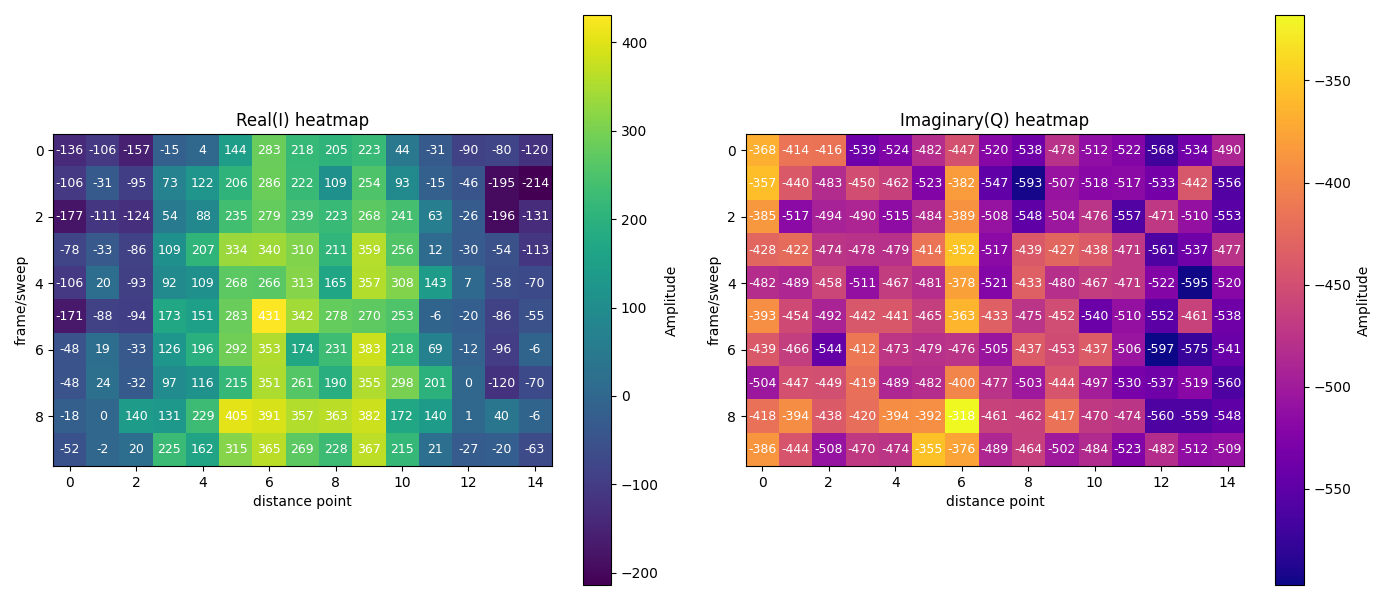 Real(I) heatmap
0 -136 -106 -157 -15 4 144 283 218 205 223 44 -31 -90 -80 -120
-106 -31 -95 73 122 206 286 222 109 254 93 -15 -46 -195 -214
2 -177 -111 -124 54 88 235 279 239 223 268 241 63 -26 -196 -131
-78 -33 -86 109 207 334 340 310 211 359 256 12 -30 -54 -113
4 -106 20 -93 92 109 268 266 313 165 357 308 143 7 -58 -70
-171 -88 -94 173 151 283 431 342 278 270 253 -6 -20 -86 -55
6 -48 19 -33 126 196 292 353 174 231 383 218 69 -12 -96 -6
-48 24 -32 97 116 215 351 261 190 355 298 201 0 -120 -70
8 -18 0 140 131 229 405 391 357 363 382 172 140 1 40 -6
-52 -2 20 225 162 315 365 269 228 367 215 21 -27 -20 -63
0 2 4 6 8 10 12 14
distance point
frame/sweep
400
300
200
100
0
−100
−200
Amplitude
Imaginary(Q) heatmap
0 -368 -414 -416 -539 -524 -482 -447 -520 -538 -478 -512 -522 -568 -534 -490
-357 -440 -483 -450 -462 -523 -382 -547 -593 -507 -518 -517 -533 -442 -556
2 -385 -517 -494 -490 -515 -484 -389 -508 -548 -504 -476 -557 -471 -510 -553
-428 -422 -474 -478 -479 -414 -352 -517 -439 -427 -438 -471 -561 -537 -477
4 -482 -489 -458 -511 -467 -481 -378 -521 -433 -480 -467 -471 -522 -595 -520
-393 -454 -492 -442 -441 -465 -363 -433 -475 -452 -540 -510 -552 -461 -538
6 -439 -466 -544 -412 -473 -479 -476 -505 -437 -453 -437 -506 -597 -575 -541
-504 -447 -449 -419 -489 -482 -400 -477 -503 -444 -497 -530 -537 -519 -560
8 -418 -394 -438 -420 -394 -392 -318 -461 -462 -417 -470 -474 -560 -559 -548
-386 -444 -508 -470 -474 -355 -376 -489 -464 -502 -484 -523 -482 -512 -509
0 2 4 6 8 10 12 14
distance point
frame/sweep
−350
−400
−450
−500
−550
Amplitude